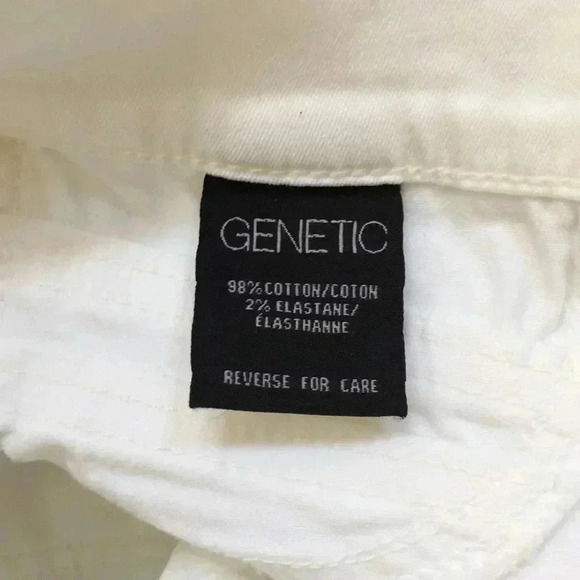 GENETIC
98% COTTON/COTON
2% ELASTANE/
ÉLASTHANNE
REVERSE FOR CARE